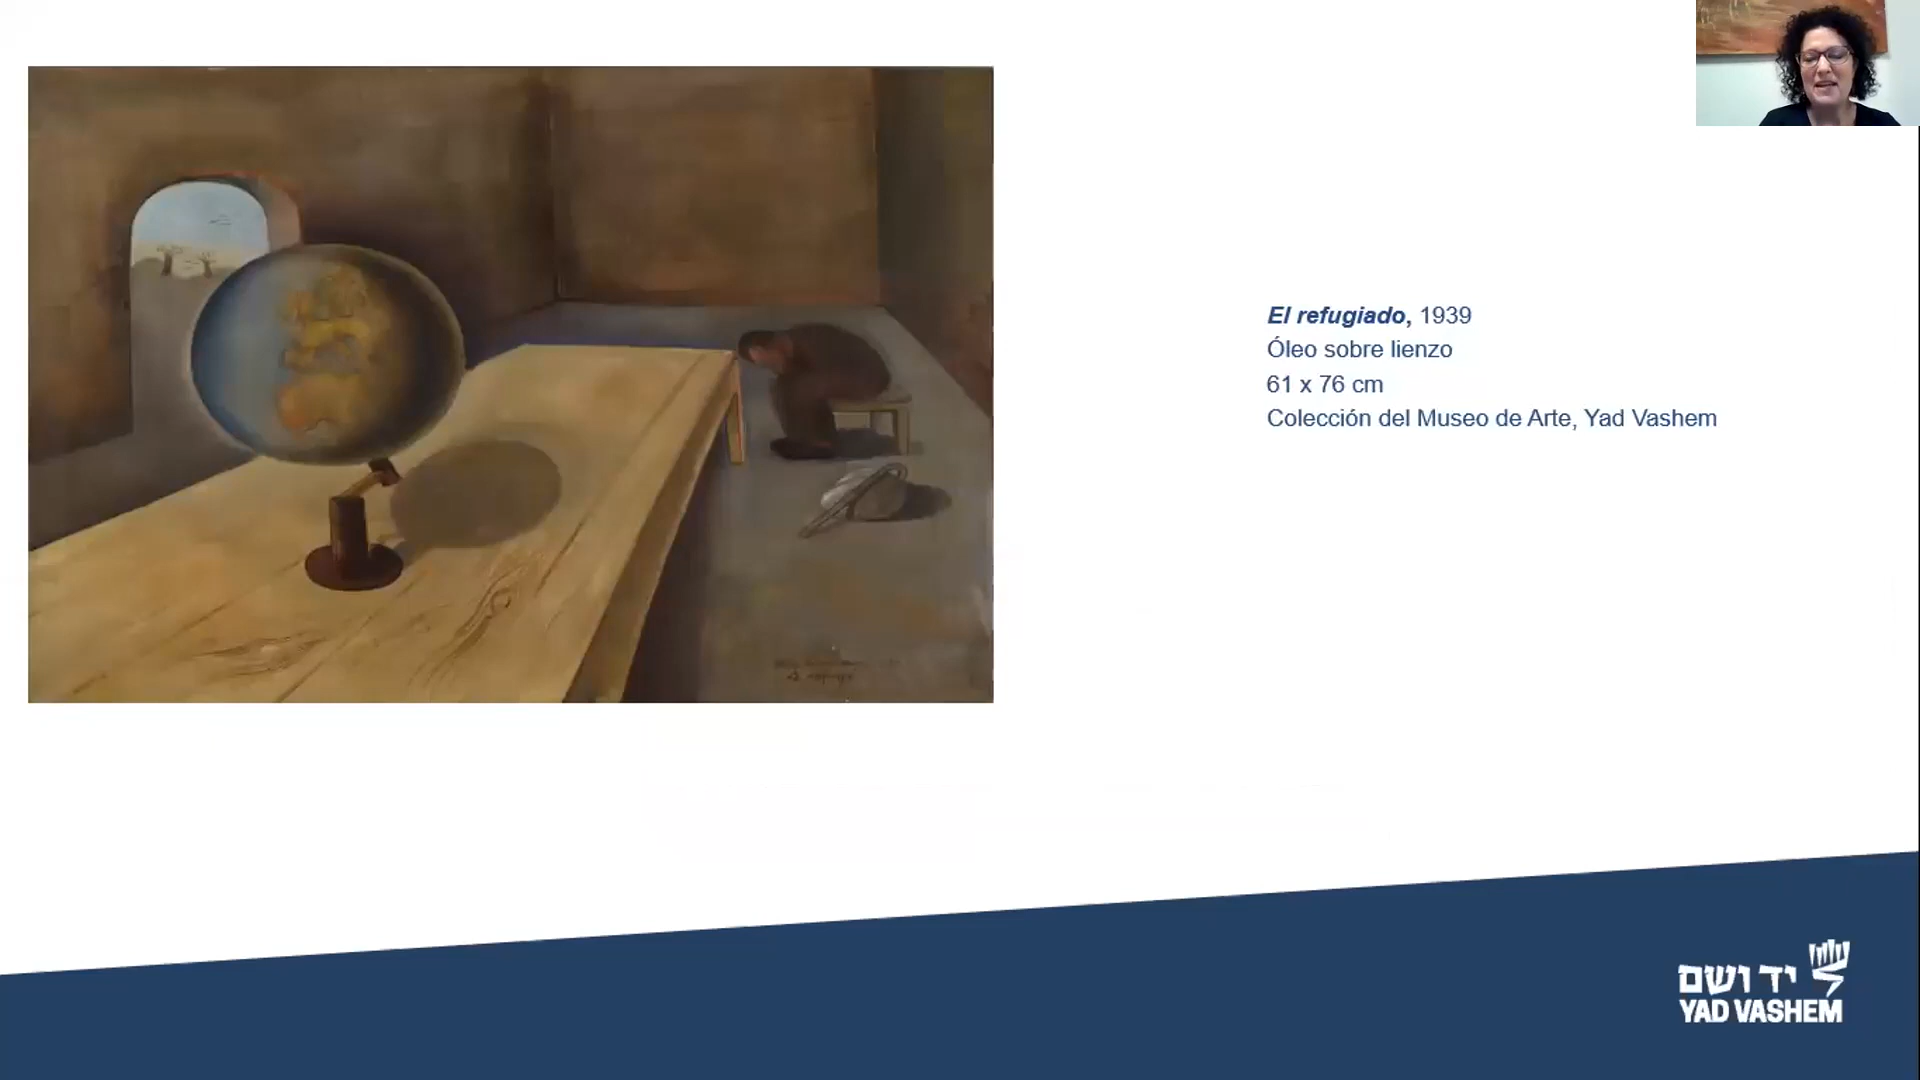 El refugiado, 1939
Óleo sobre lienzo
61 x 76 cm
Colección del Museo de Arte, Yad Vashem
יד ושם
YAD VASHEM